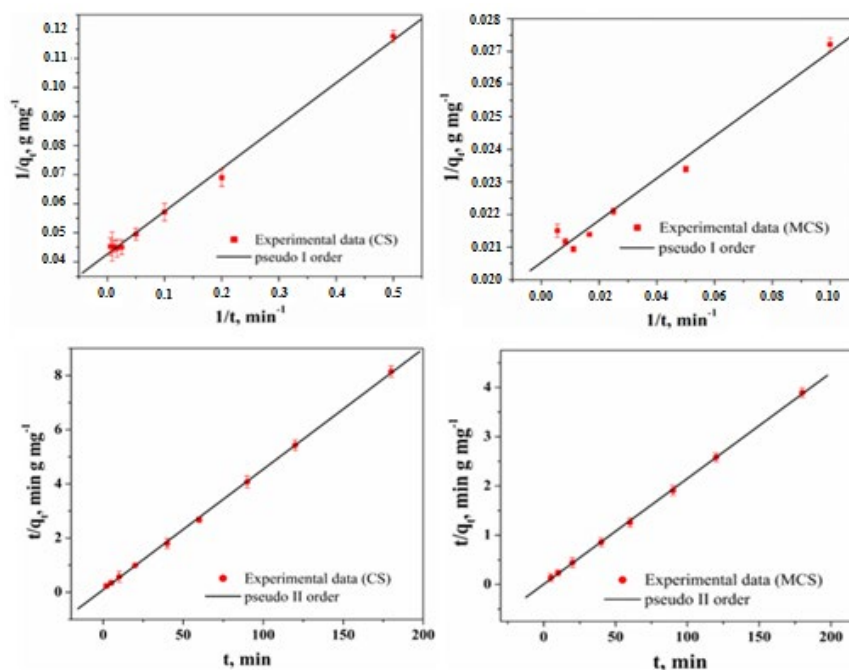 0.12
0.11
0.10
0.09
0.08
0.07
0.06
0.05
0.04
1/qt, g mg-1
Experimental data (CS)
pseudo I order
0.0 0.1 0.2 0.3 0.4 0.5
1/t, min-1
0.028
0.027
0.026
0.025
0.024
0.023
0.022
0.021
0.020
1/qt, g mg-1
Experimental data (MCS)
pseudo I order
0.00 0.02 0.04 0.06 0.08 0.10
1/t, min-1
8
6
4
2
0
t/qt, min g mg-1
Experimental data (CS)
pseudo II order
0 50 100 150 200
t, min
4
3
2
1
0
t/qt, min g mg-1
Experimental data (MCS)
pseudo II order
0 50 100 150 200
t, min